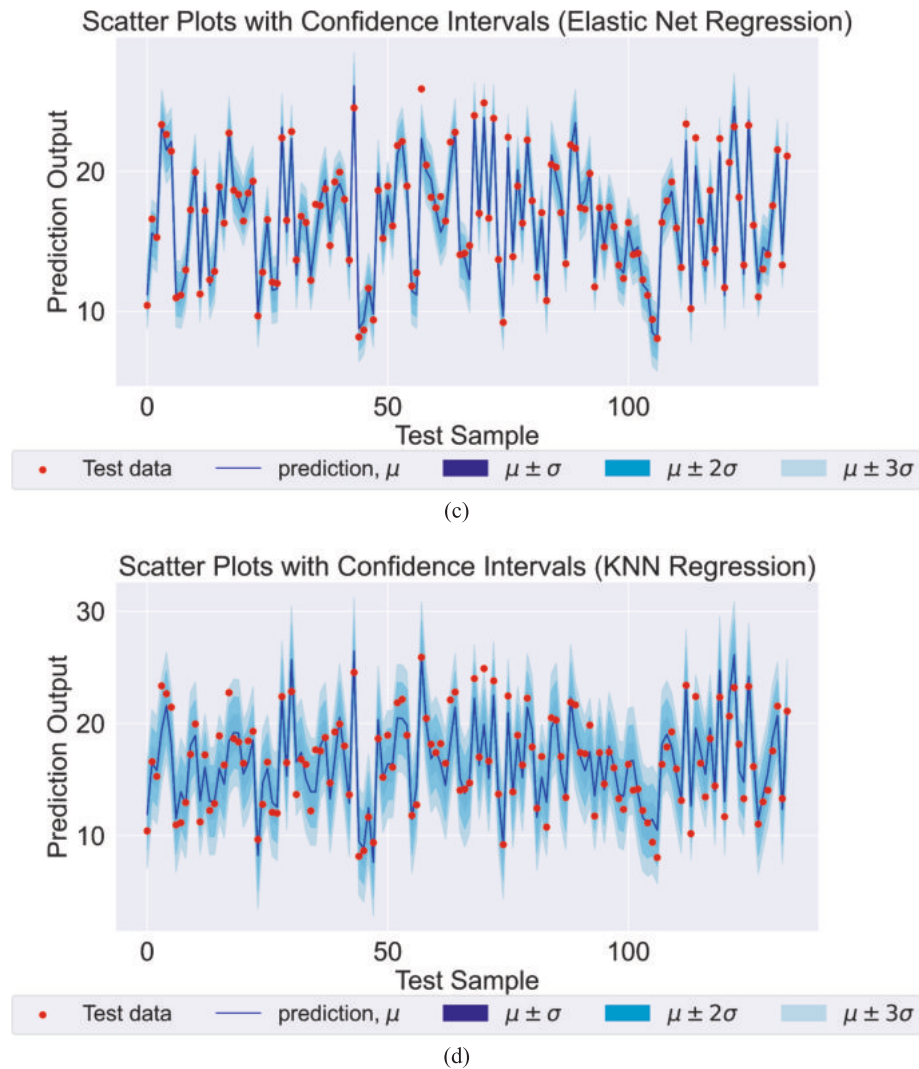 Scatter Plots with Confidence Intervals (Elastic Net Regression)
Prediction Output
20
10
0 50 100
Test Sample
Test data prediction, μ μ ± σ μ ± 2σ μ ± 3σ
(c)
Scatter Plots with Confidence Intervals (KNN Regression)
Prediction Output
30
20
10
0 50 100
Test Sample
Test data prediction, μ μ ± σ μ ± 2σ μ ± 3σ
(d)